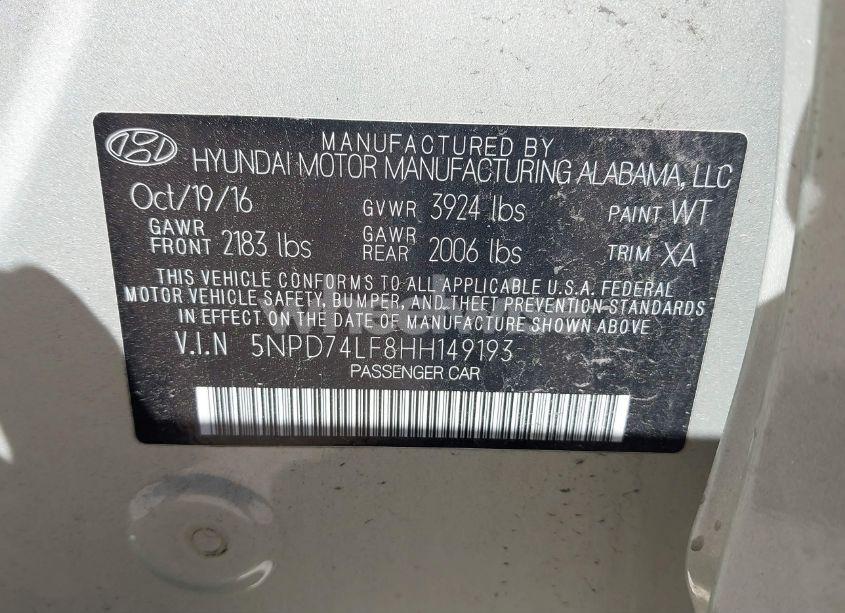 MANUFACTURED BY
HYUNDAI MOTOR MANUFACTURING ALABAMA, LLC
Oct/19/16 GVWR 3924 lbs PAINT WT
GAWR FRONT 2183 lbs GAWR REAR 2006 lbs TRIM XA
THIS VEHICLE CONFORMS TO ALL APPLICABLE U.S.A. FEDERAL
MOTOR VEHICLE SAFETY, BUMPER, AND THEFT PREVENTION STANDARDS
IN EFFECT ON THE DATE OF MANUFACTURE SHOWN ABOVE
V.I.N 5NPD74LF8HH149193
PASSENGER CAR